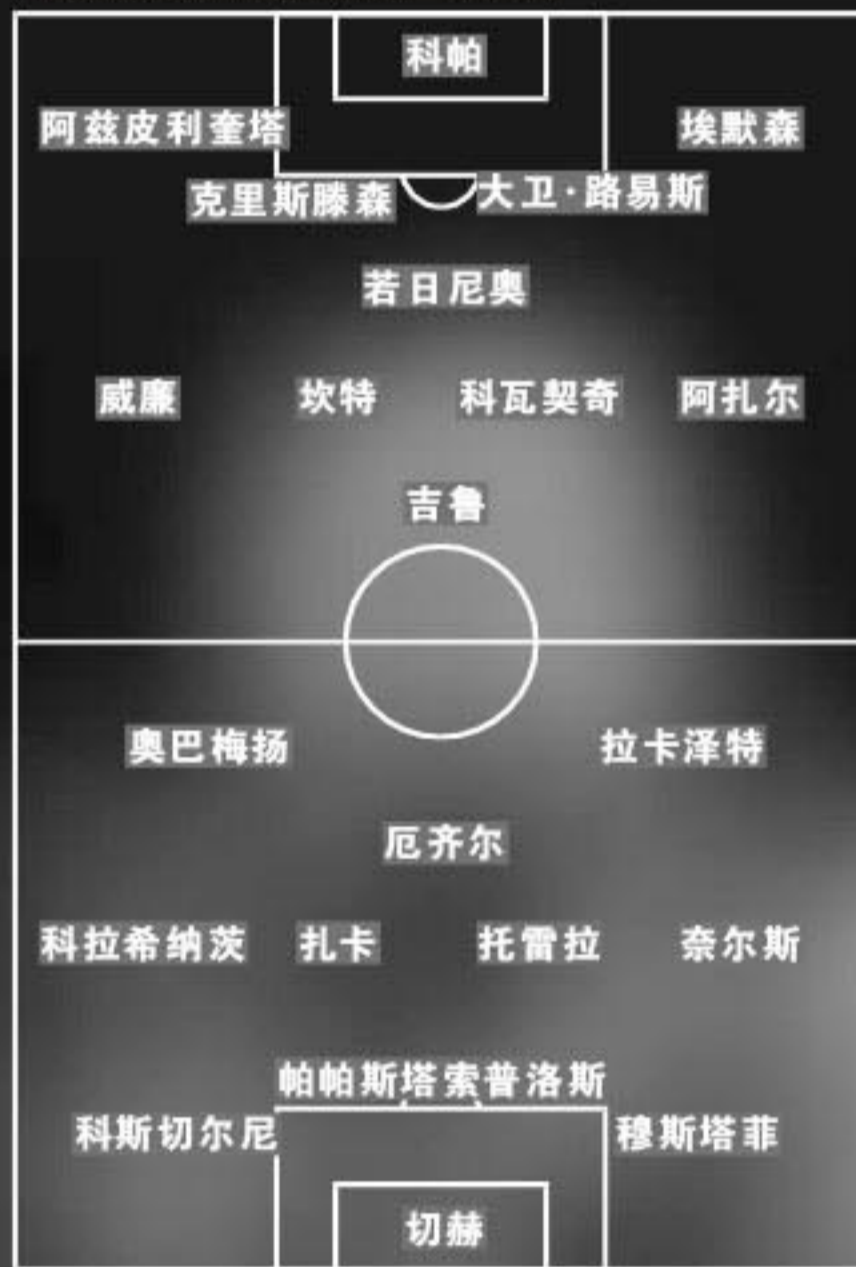 科帕
阿兹皮利奎塔 埃默森
克里斯滕森 大卫·路易斯
若日尼奥
威廉 坎特 科瓦契奇 阿扎尔
吉鲁
奥巴梅扬 拉卡泽特
厄齐尔
科拉希纳茨 扎卡 托雷拉 奈尔斯
帕帕斯塔索普洛斯
科斯切尔尼 穆斯塔菲
切赫